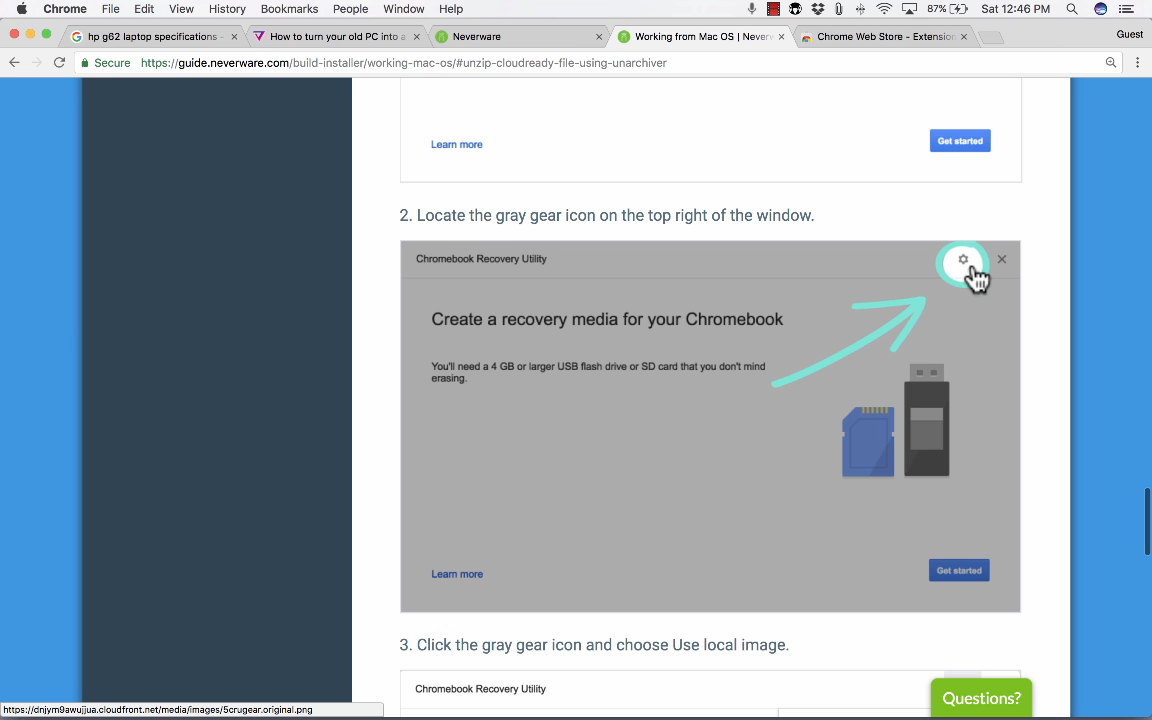 Chrome File Edit View History Bookmarks People Window Help 87% Sat 12:46 PM
hp g62 laptop specifications - How to turn your old PC into a Neverware Working from Mac OS | Never Chrome Web Store - Extension Guest
Secure https://guide.neverware.com/build-installer/working-mac-os/#unzip-cloudready-file-using-unarchiver
Learn more Get started
2. Locate the gray gear icon on the top right of the window.
Chromebook Recovery Utility
Create a recovery media for your Chromebook
You'll need a 4 GB or larger USB flash drive or SD card that you don't mind
erasing.
Learn more Get started
3. Click the gray gear icon and choose Use local image.
Chromebook Recovery Utility
Questions?
https://dnjym9awujjua.cloudfront.net/media/images/5crugear.original.png